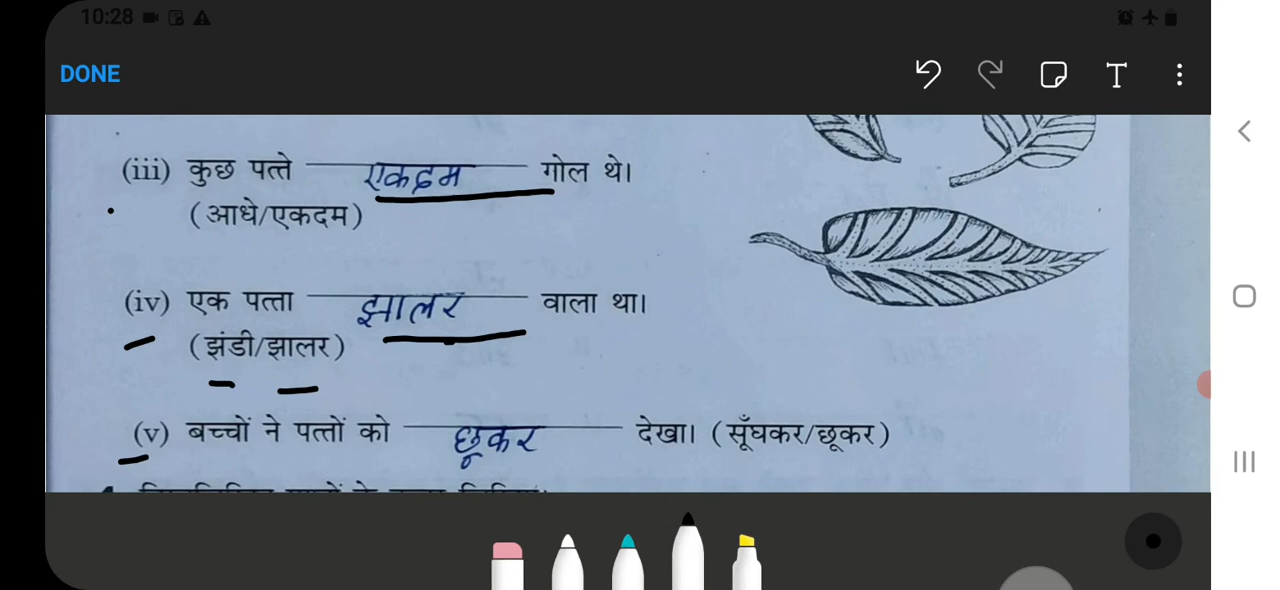 10:28
DONE
T
(iii) कुछ पत्ते एकदम गोल थे।
(आधे/एकदम)
(iv) एक पत्ता झालर वाला था।
(झंडी/झालर)
(v) बच्चों ने पत्तों को छूकर देखा। (सूँघकर/छूकर)